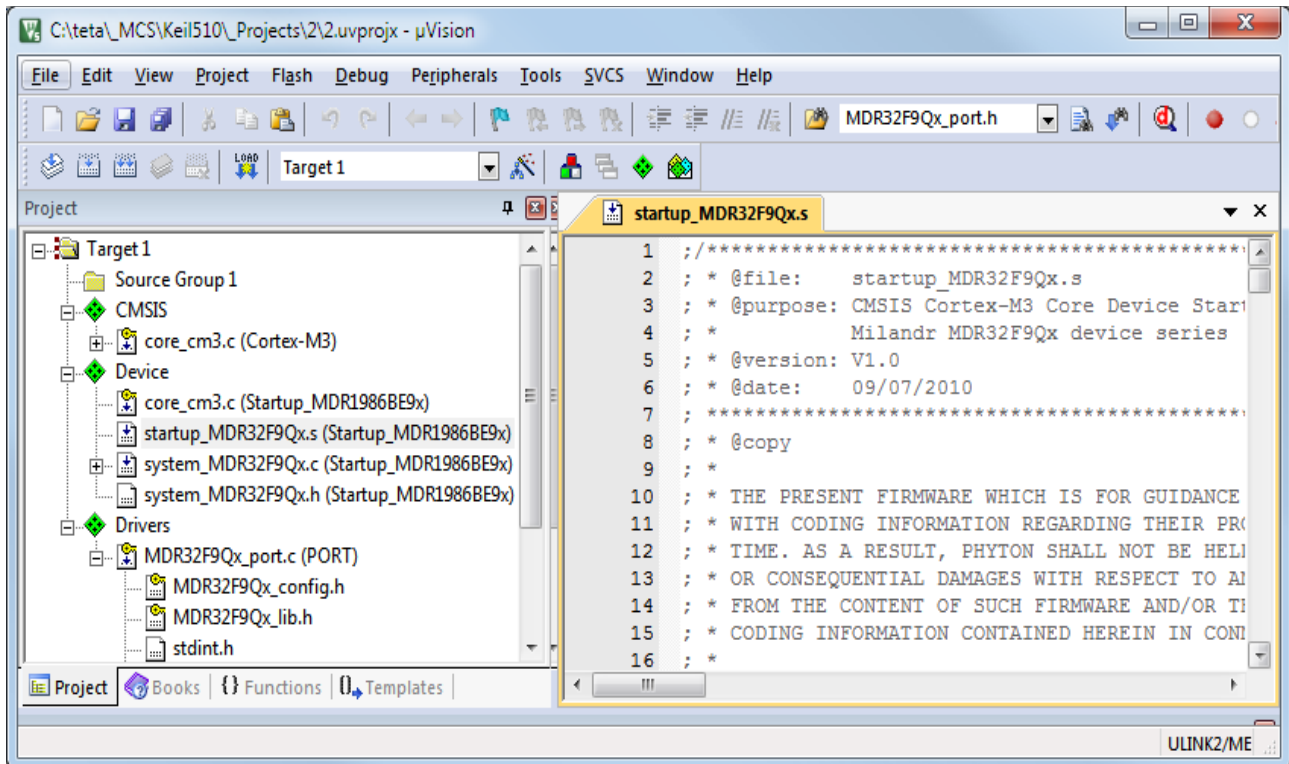 C:\teta\_MCS\Keil510\_Projects\2\2.uvprojx - µVision
File Edit View Project Flash Debug Peripherals Tools SVCS Window Help
MDR32F9Qx_port.h
LOAD
Target 1
Project
Target 1
Source Group 1
CMSIS
core_cm3.c (Cortex-M3)
Device
core_cm3.c (Startup_MDR1986BE9x)
startup_MDR32F9Qx.s (Startup_MDR1986BE9x)
system_MDR32F9Qx.c (Startup_MDR1986BE9x)
system_MDR32F9Qx.h (Startup_MDR1986BE9x)
Drivers
MDR32F9Qx_port.c (PORT)
MDR32F9Qx_config.h
MDR32F9Qx_lib.h
stdint.h
Project Books {} Functions Templates
startup_MDR32F9Qx.s
1 ;/*********************************************
2 ; * @file: startup_MDR32F9Qx.s
3 ; * @purpose: CMSIS Cortex-M3 Core Device Start
4 ; * Milandr MDR32F9Qx device series
5 ; * @version: V1.0
6 ; * @date: 09/07/2010
7 ; *********************************************
8 ; * @copy
9 ; *
10 ; * THE PRESENT FIRMWARE WHICH IS FOR GUIDANCE
11 ; * WITH CODING INFORMATION REGARDING THEIR PRO
12 ; * TIME. AS A RESULT, PHYTON SHALL NOT BE HEL
13 ; * OR CONSEQUENTIAL DAMAGES WITH RESPECT TO A
14 ; * FROM THE CONTENT OF SUCH FIRMWARE AND/OR T
15 ; * CODING INFORMATION CONTAINED HEREIN IN CON
16 ; *
ULINK2/ME